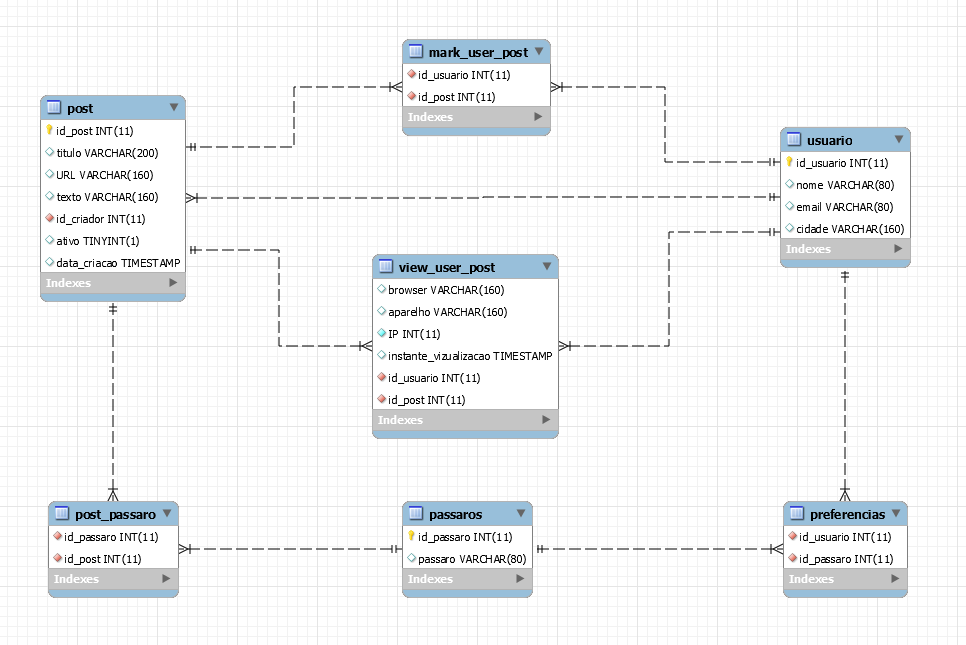 mark_user_post
id_usuario INT(11)
id_post INT(11)
Indexes
post
id_post INT(11)
titulo VARCHAR(200)
URL VARCHAR(160)
texto VARCHAR(160)
id_criador INT(11)
ativo TINYINT(1)
data_criacao TIMESTAMP
Indexes
usuario
id_usuario INT(11)
nome VARCHAR(80)
email VARCHAR(80)
cidade VARCHAR(160)
Indexes
view_user_post
browser VARCHAR(160)
aparelho VARCHAR(160)
IP INT(11)
instante_vizualizacao TIMESTAMP
id_usuario INT(11)
id_post INT(11)
Indexes
post_passaro
id_passaro INT(11)
id_post INT(11)
Indexes
passaros
id_passaro INT(11)
passaro VARCHAR(80)
Indexes
preferencias
id_usuario INT(11)
id_passaro INT(11)
Indexes